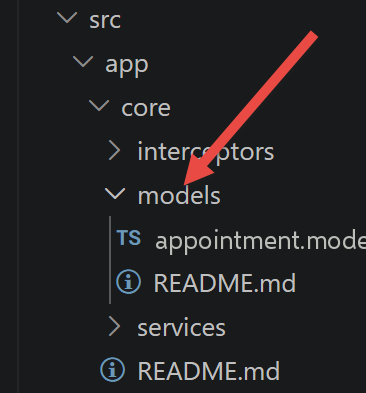 src
app
core
interceptors
models
TS appointment.mode
README.md
services
README.md